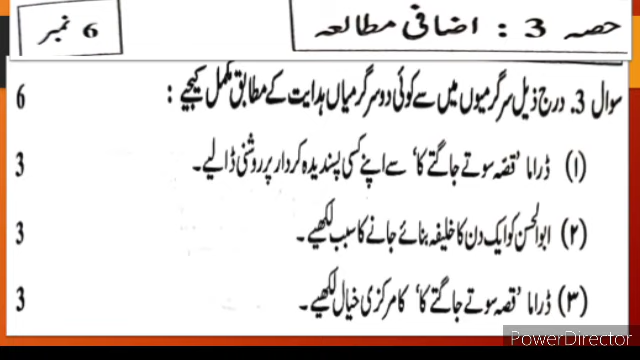 حصہ 3 : اضافی مطالعہ 6 نمبر
سوال 3. درج ذیل سرگرمیوں میں سے کوئی دو سرگرمیاں ہدایت کے مطابق مکمل کیجیے : 6
(۱) ڈراما ’قصّہ سوتے جاگتے کا‘ سے اپنے کسی پسندیدہ کردار پر روشنی ڈالیے۔ 3
(۲) ابوالحسن کو ایک دن کا خلیفہ بنائے جانے کا سبب لکھیے۔ 3
(۳) ڈراما ’قصّہ سوتے جاگتے کا‘ کا مرکزی خیال لکھیے۔ 3
PowerDirector